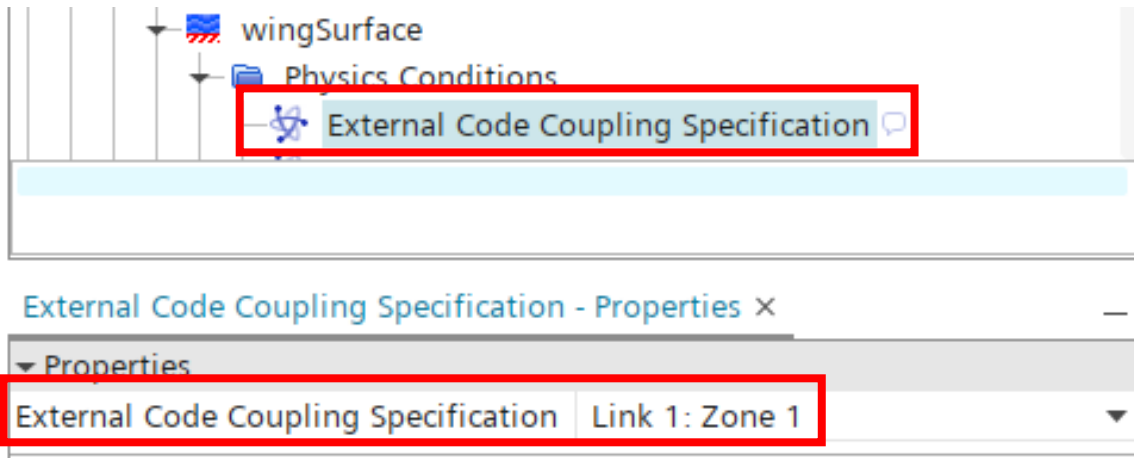 wingSurface
Physics Conditions
External Code Coupling Specification
External Code Coupling Specification - Properties ×
Properties
External Code Coupling Specification Link 1: Zone 1